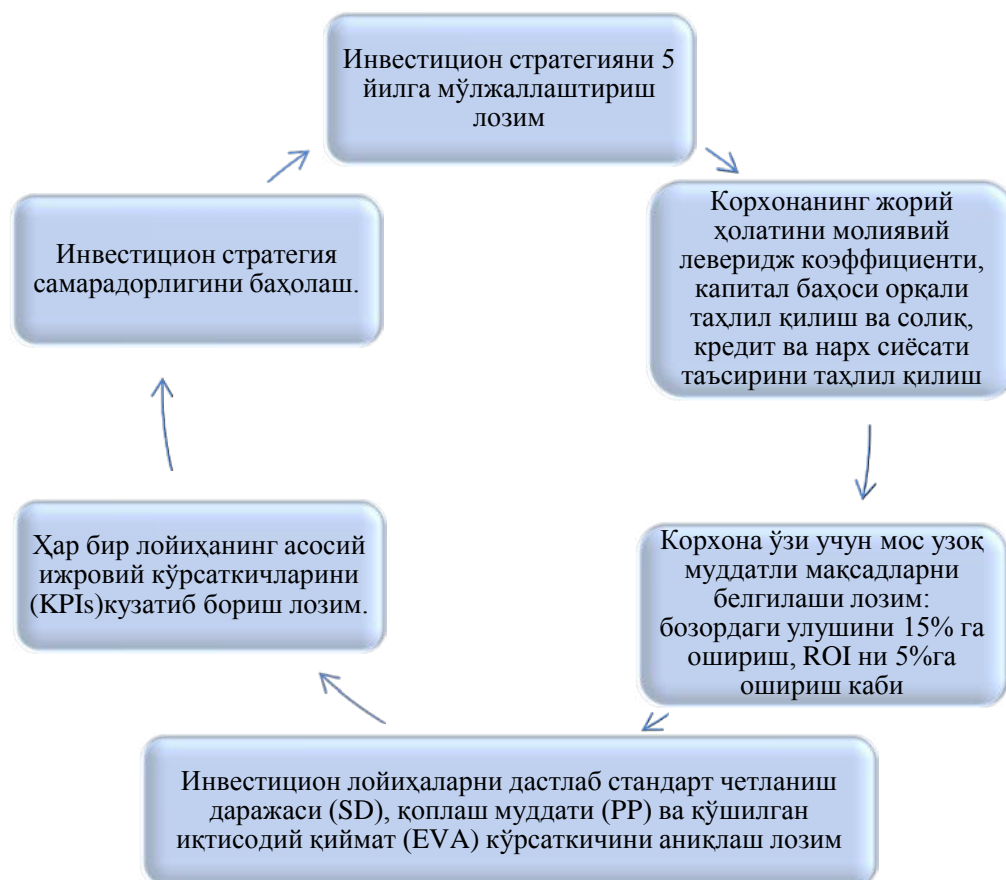 Инвестицион стратегияни 5
йилга мўлжаллаштириш
лозим
Корхонанинг жорий
ҳолатини молиявий
леверидж коэффициенти,
капитал баҳоси орқали
таҳлил қилиш ва солиқ,
кредит ва нарх сиёсати
таъсирини таҳлил қилиш
Корхона ўзи учун мос узоқ
муддатли мақсадларни
белгилаши лозим:
бозордаги улушини 15% га
ошириш, ROI ни 5%га
ошириш каби
Инвестицион лойиҳаларни дастлаб стандарт четланиш
даражаси (SD), қоплаш муддати (PP) ва қўшилган
иқтисодий қиймат (EVA) кўрсаткичини аниқлаш лозим
Ҳар бир лойиҳанинг асосий
ижровий кўрсаткичларини
(KPIs)кузатиб бориш лозим.
Инвестицион стратегия
самарадорлигини баҳолаш.